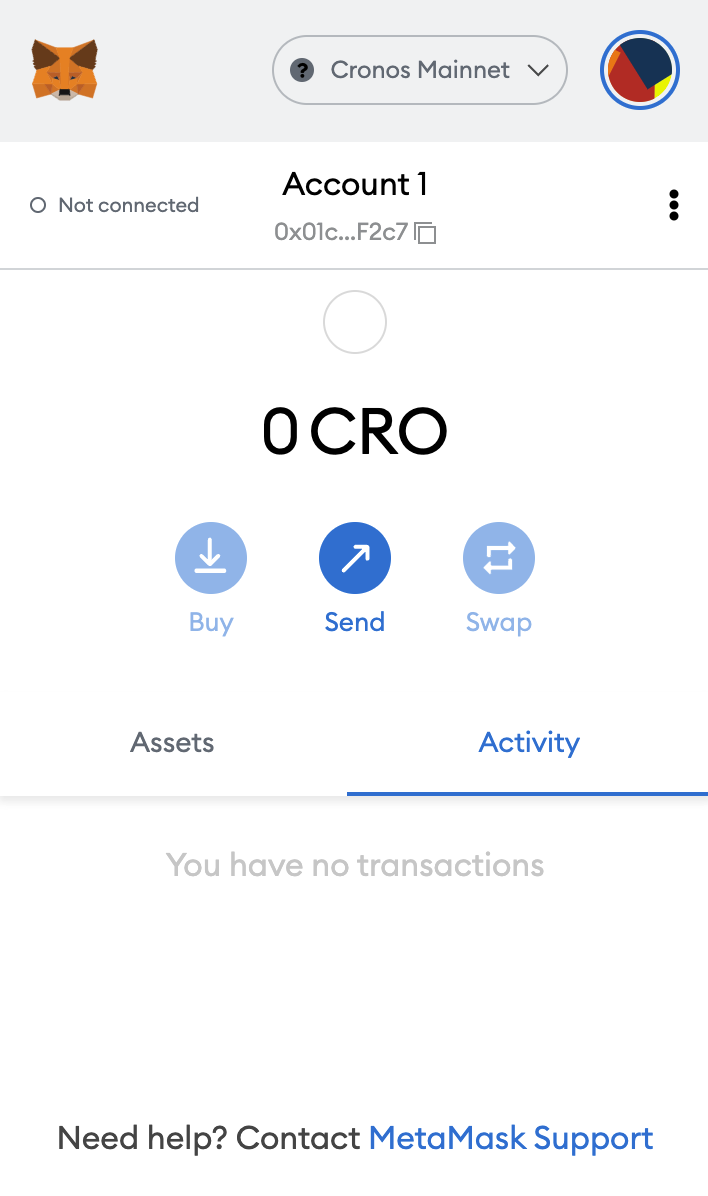 Cronos Mainnet
Not connected
Account 1
0x01c...F2c7
0 CRO
Buy
Send
Swap
Assets
Activity
You have no transactions
Need help? Contact MetaMask Support